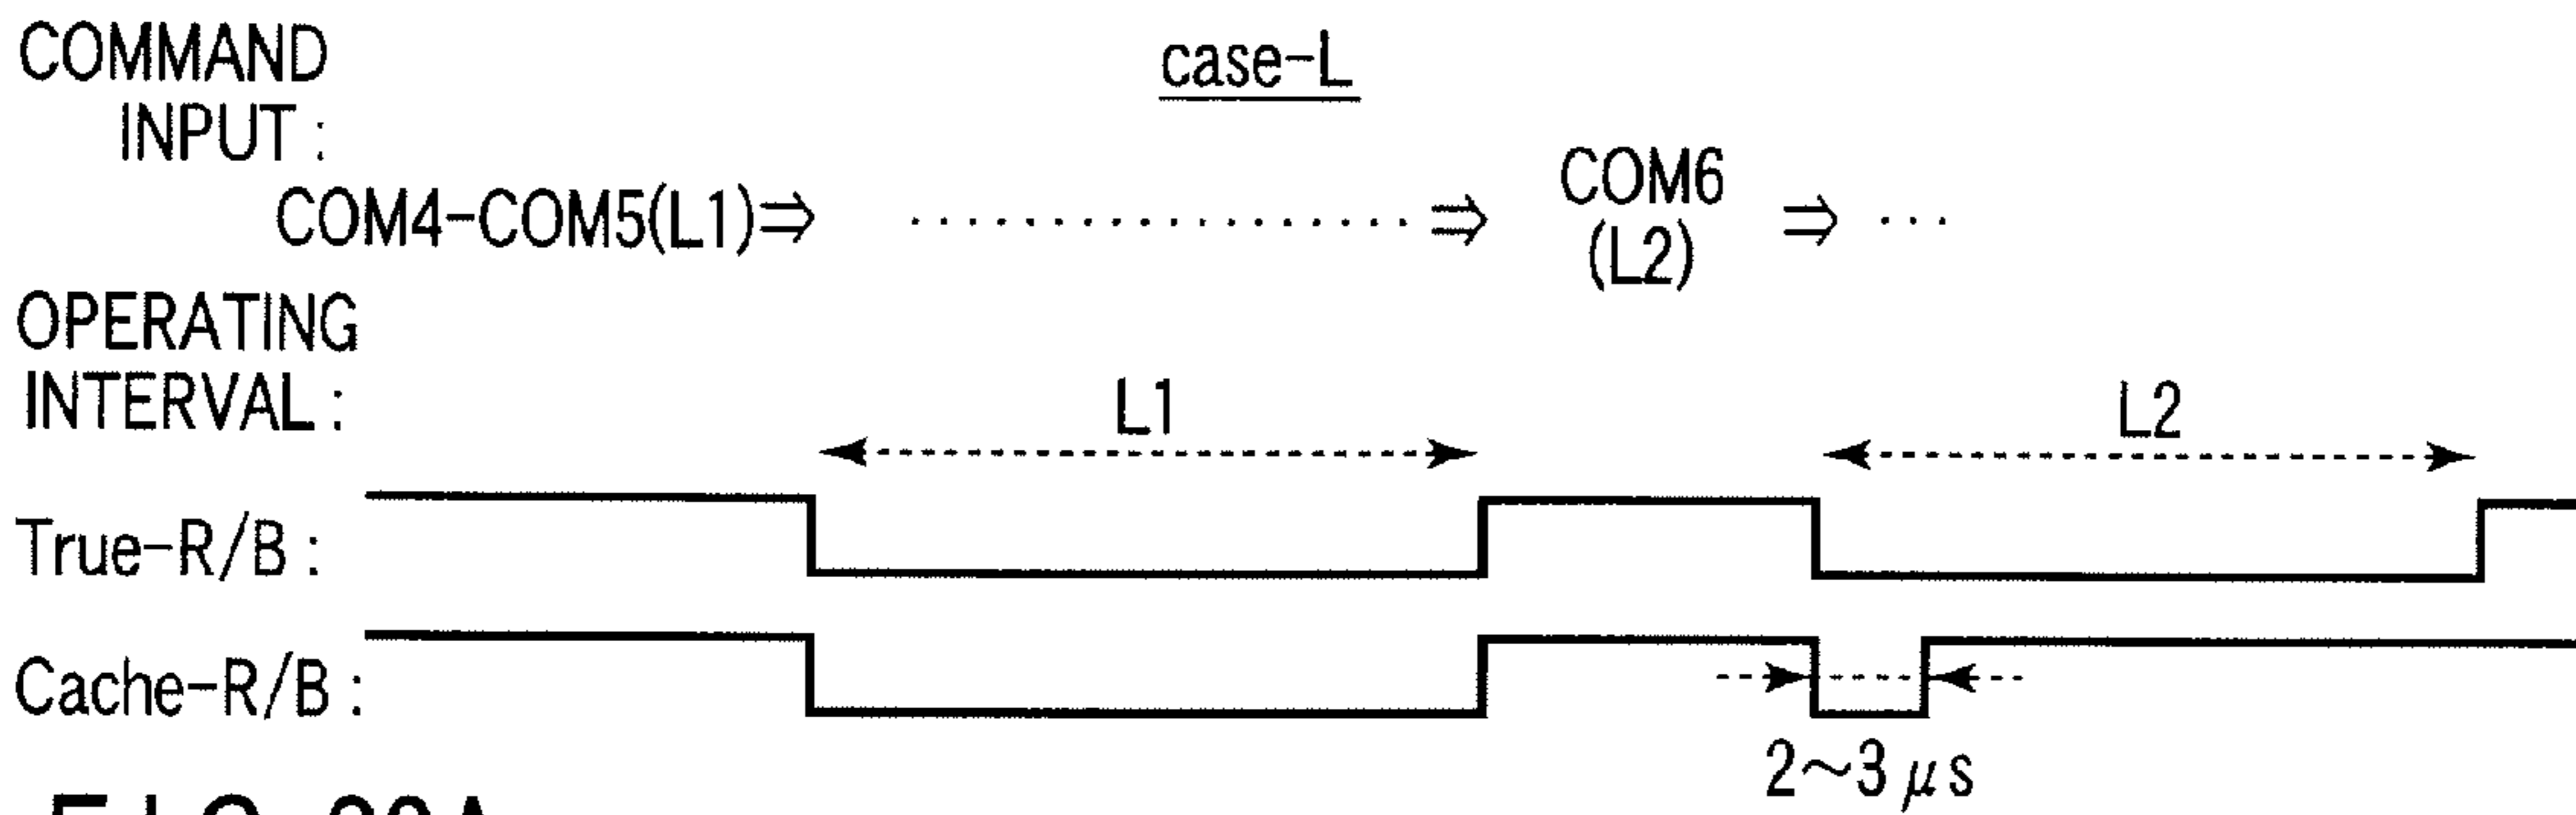 COMMAND
INPUT :
case-L
COM4-COM5(L1)⇒ ·················· ⇒ COM6 ⇒ ···
(L2)
OPERATING
INTERVAL :
L1
L2
True-R/B :
Cache-R/B :
2~3 μs